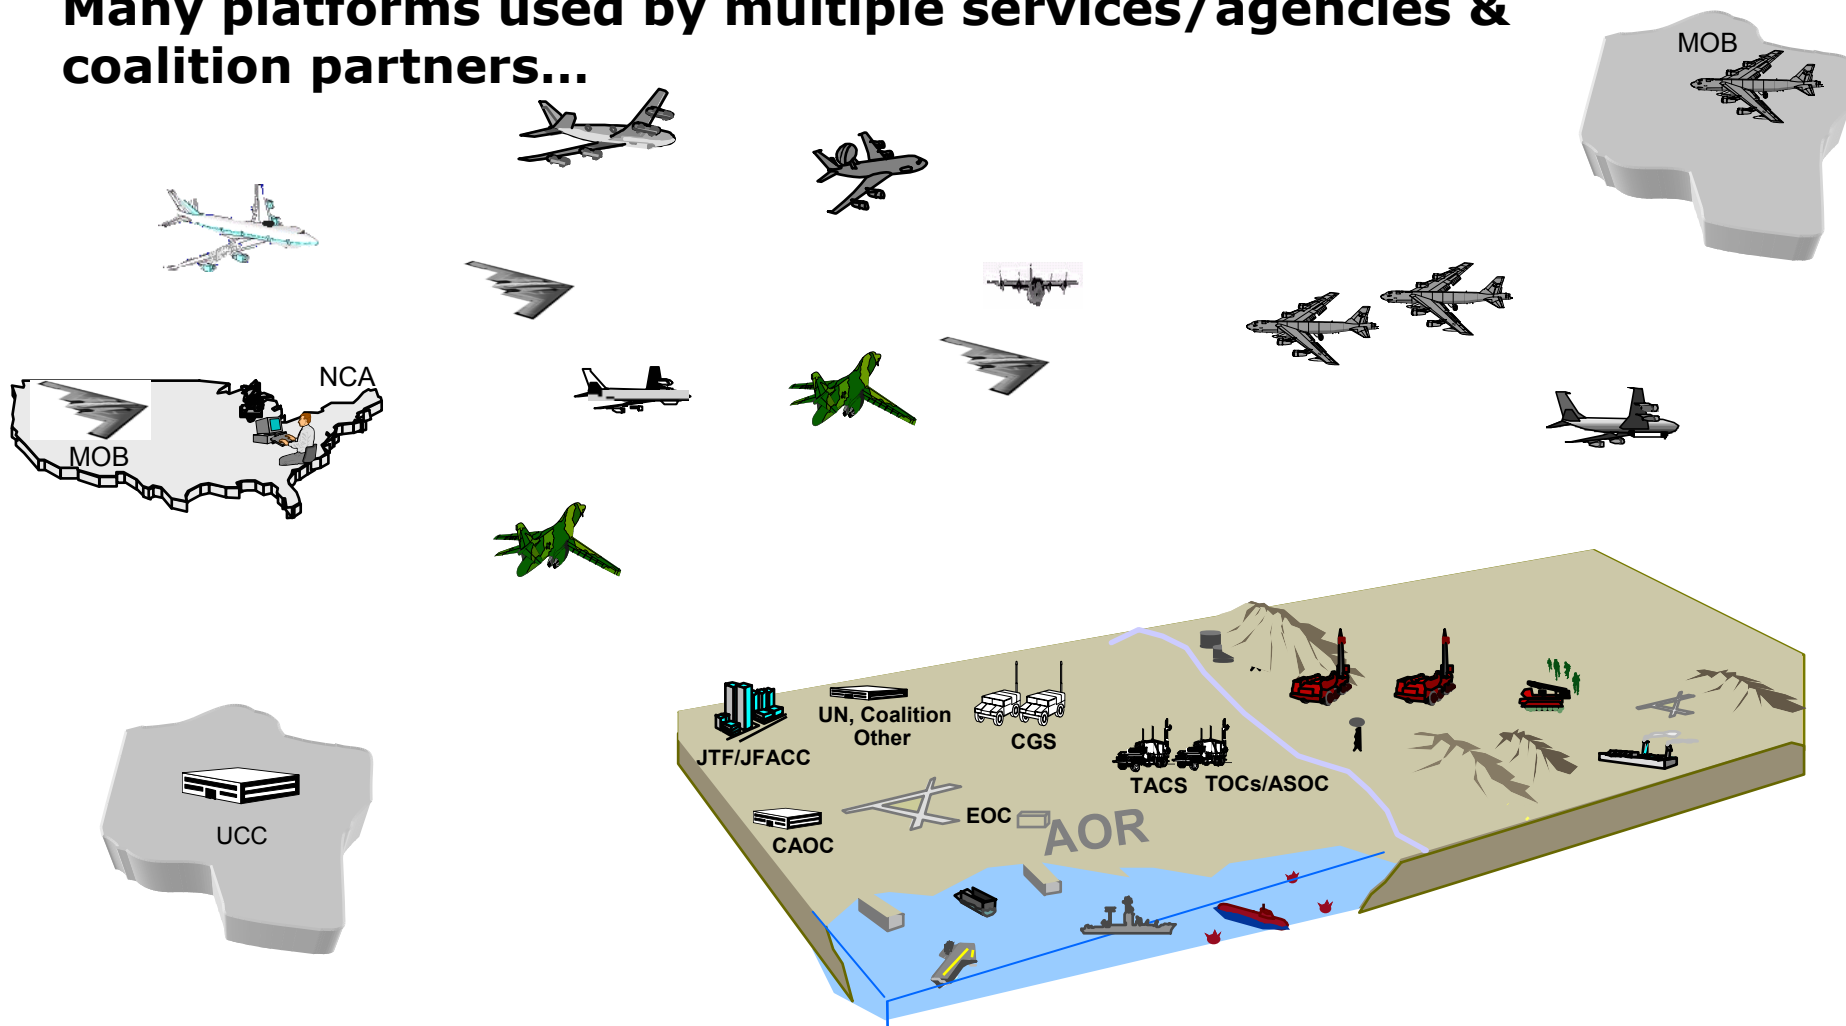 Many platforms used by multiple services/agencies &
coalition partners...
MOB
NCA
MOB
UN, Coalition
Other
JTF/JFACC
CGS
TACS
TOCs/ASOC
EOC
AOR
CAOC
UCC